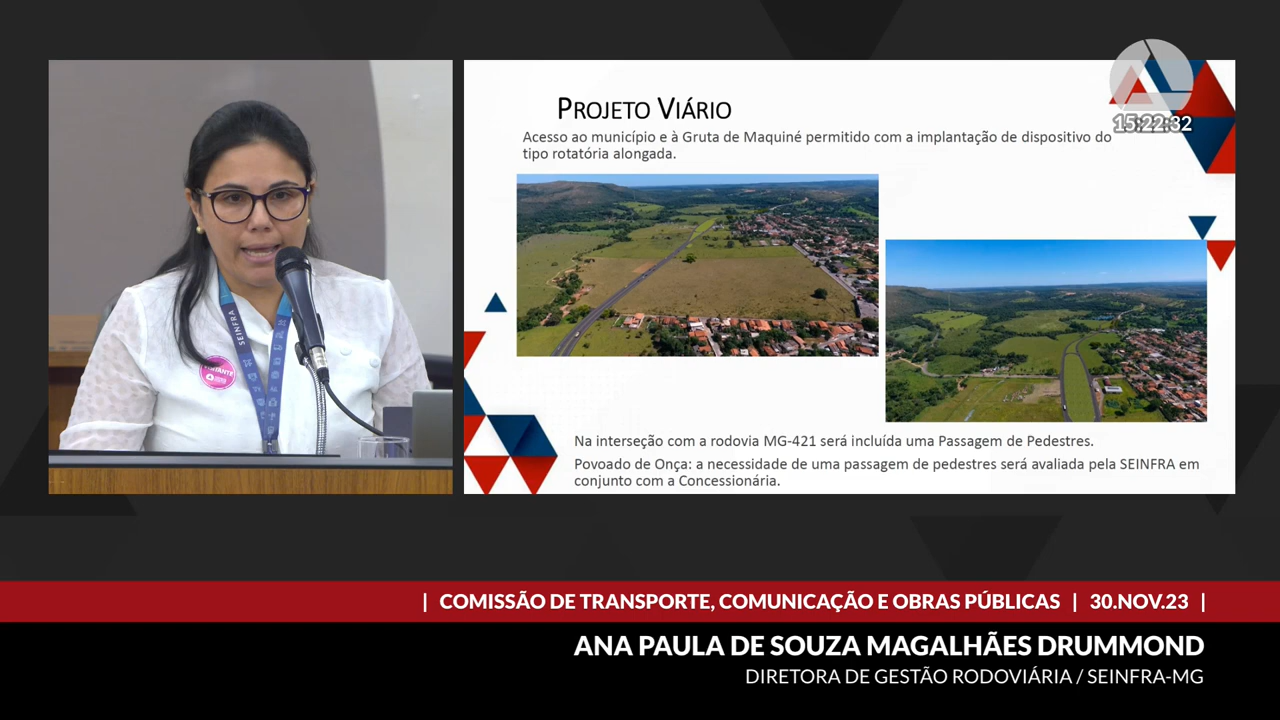 PROJETO VIÁRIO
15:22:32
Acesso ao município e à Gruta de Maquiné permitido com a implantação de dispositivo do
tipo rotatória alongada.
SEINFRA
VISITANTE
Na interseção com a rodovia MG-421 será incluída uma Passagem de Pedestres.
Povoado de Onça: a necessidade de uma passagem de pedestres será avaliada pela SEINFRA em
conjunto com a Concessionária.
| COMISSÃO DE TRANSPORTE, COMUNICAÇÃO E OBRAS PÚBLICAS | 30.NOV.23 |
ANA PAULA DE SOUZA MAGALHÃES DRUMMOND
DIRETORA DE GESTÃO RODOVIÁRIA / SEINFRA-MG